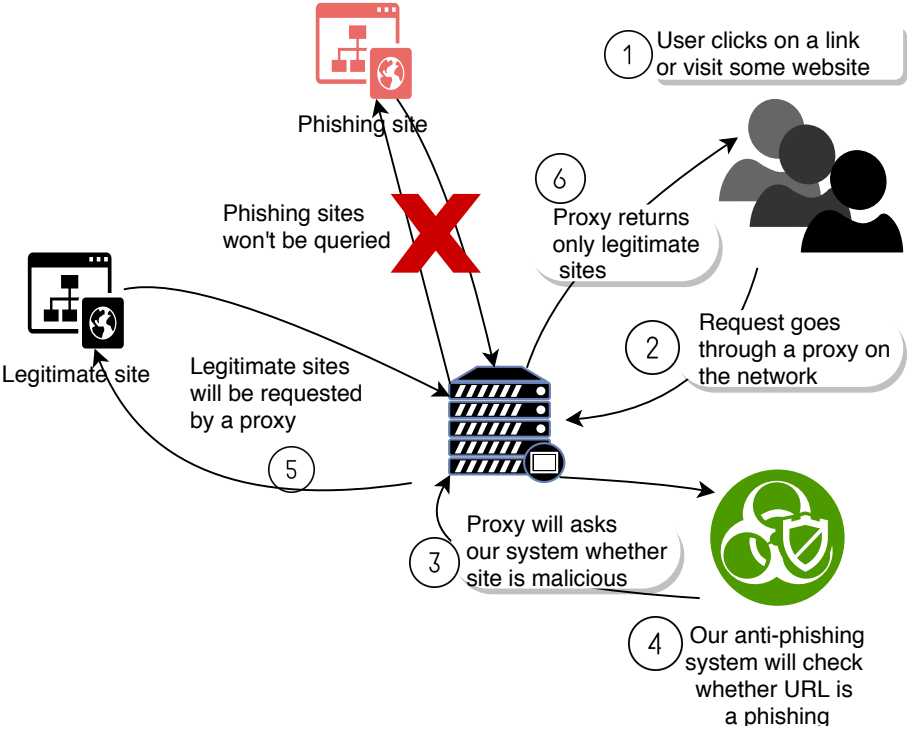 Phishing site
1
User clicks on a link
or visit some website
Phishing sites
won't be queried
6
Proxy returns
only legitimate
sites
Legitimate site
2
Request goes
through a proxy on
the network
Legitimate sites
will be requested
by a proxy
5
3
Proxy will asks
our system whether
site is malicious
4
Our anti-phishing
system will check
whether URL is
a phishing